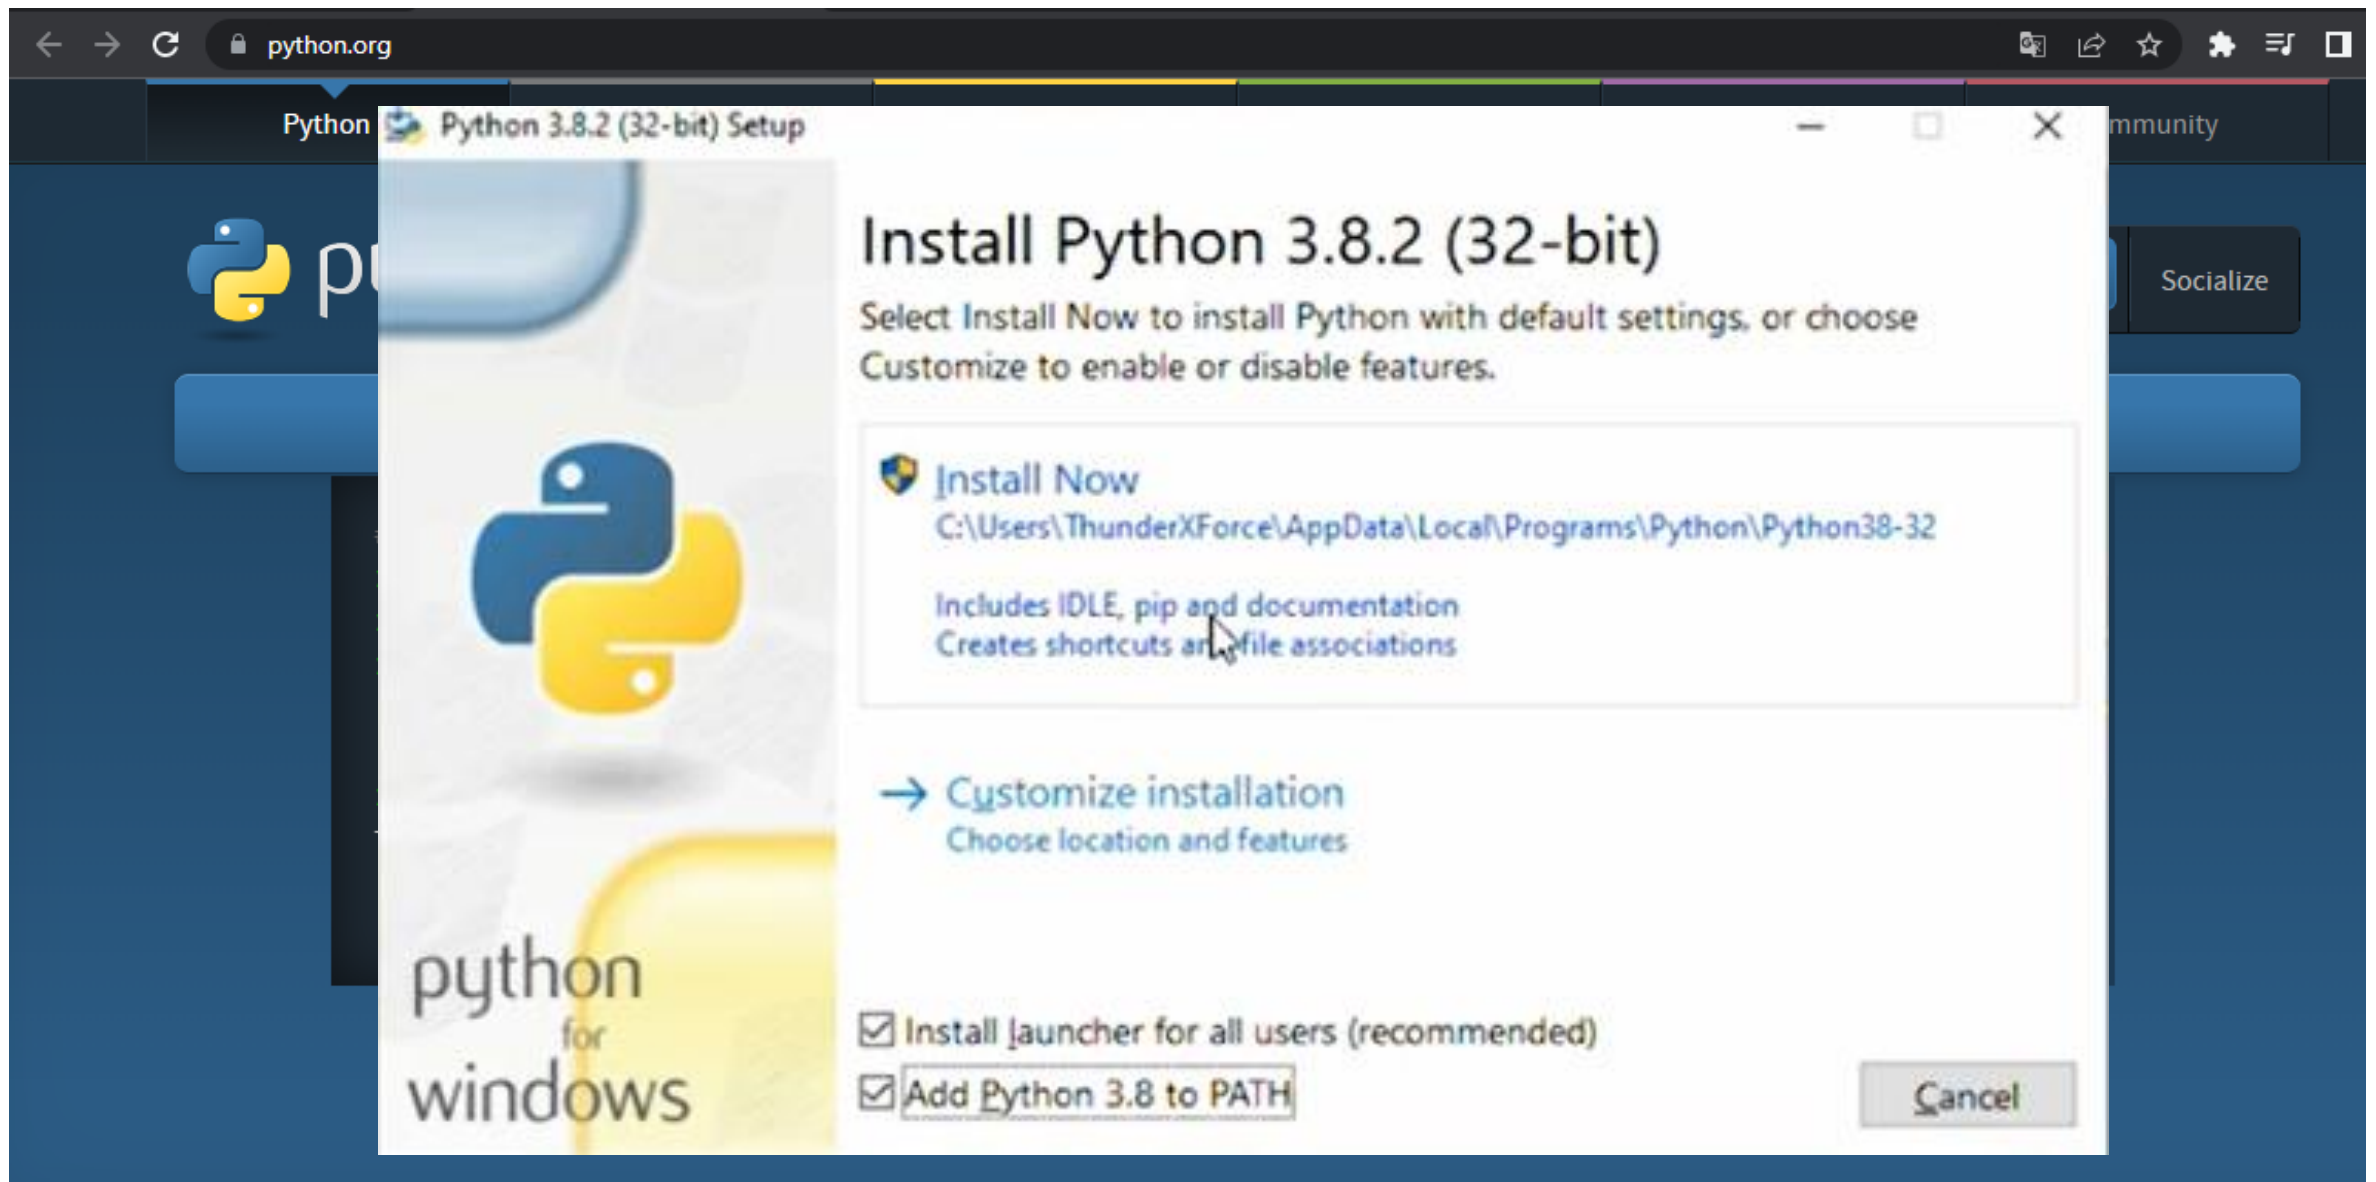 python.org
Python
mmunity
Python 3.8.2 (32-bit) Setup
Socialize
Install Python 3.8.2 (32-bit)
Select Install Now to install Python with default settings, or choose
Customize to enable or disable features.
Install Now
C:\Users\ThunderXForce\AppData\Local\Programs\Python\Python38-32
Includes IDLE, pip and documentation
Creates shortcuts and file associations
Customize installation
Choose location and features
python
for
windows
Install launcher for all users (recommended)
Add Python 3.8 to PATH
Cancel